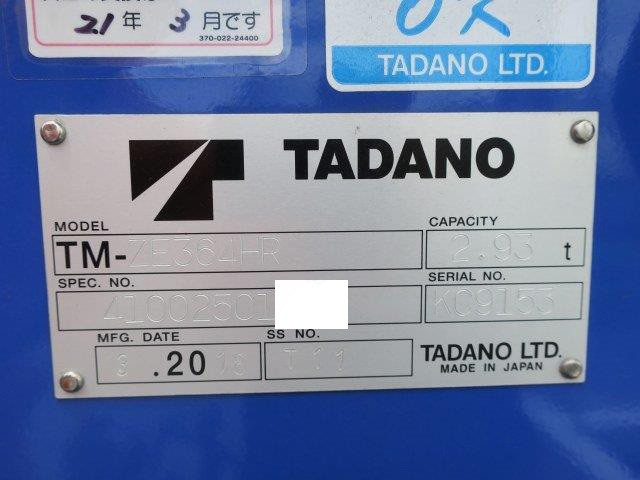 21年 3月です
370-022-24400
OK
TADANO LTD.
TADANO
MODEL
TM-ZE364HR
CAPACITY
2.93 t
SPEC. NO.
41002501
SERIAL NO.
KC9153
MFG. DATE
3 .2018
SS NO.
T11
TADANO LTD.
MADE IN JAPAN